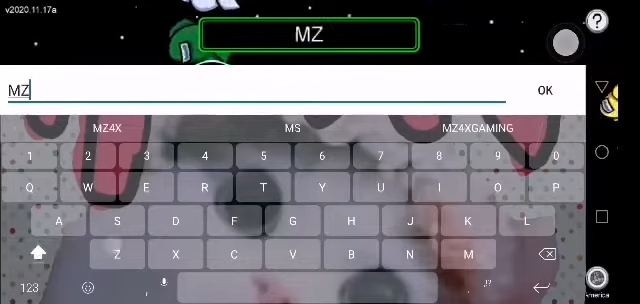 v2020.11.17a
MZ
?
MZ
OK
MZ4X MS MZ4XGAMING
1 2 3 4 5 6 7 8 9 0
Q W E R T Y U I O P
A S D F G H J K L
Z X C V B N M
123 , .!?
merica